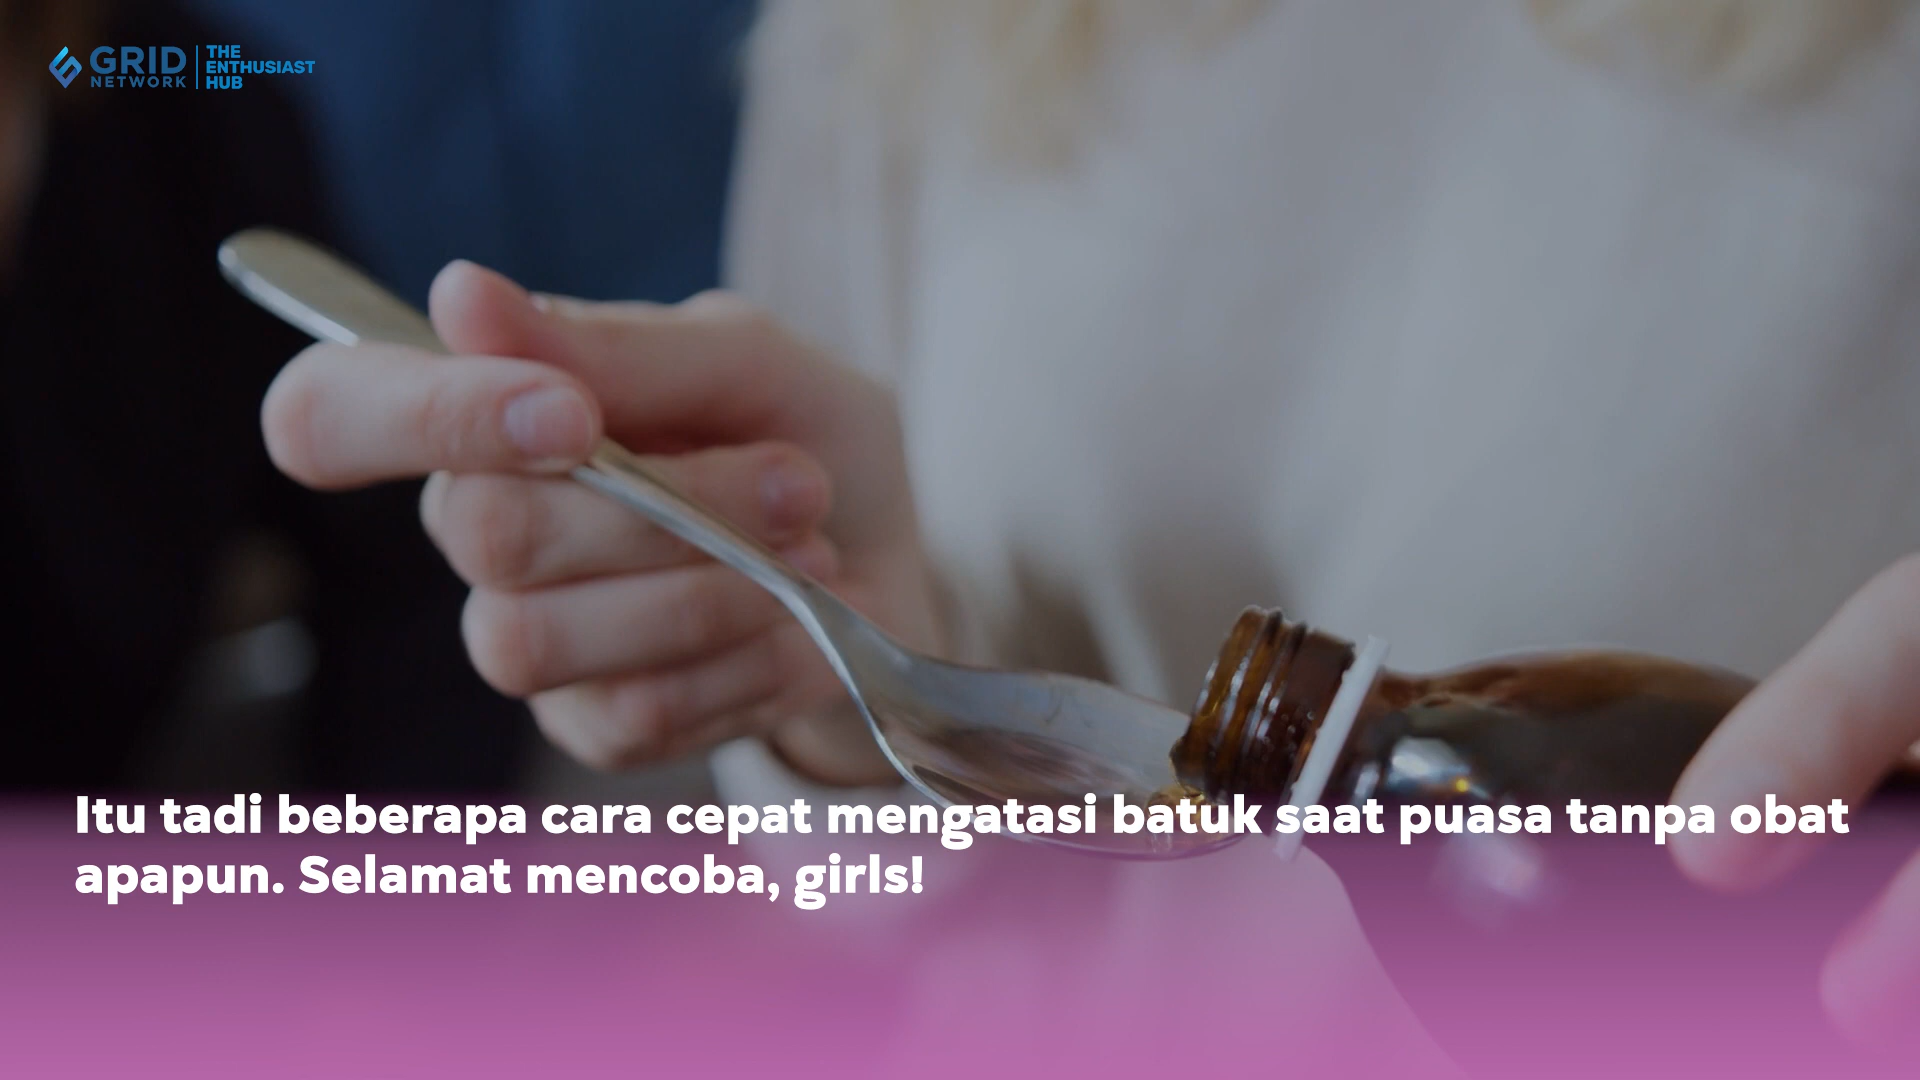 GRID
NETWORK
THE
ENTHUSIAST
HUB
Itu tadi beberapa cara cepat mengatasi batuk saat puasa tanpa obat
apapun. Selamat mencoba, girls!